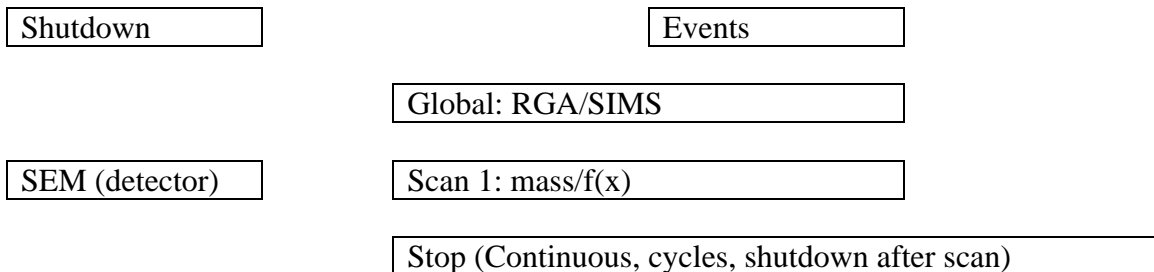 Shutdown
Events
Global: RGA/SIMS
SEM (detector)
Scan 1: mass/f(x)
Stop (Continuous, cycles, shutdown after scan)